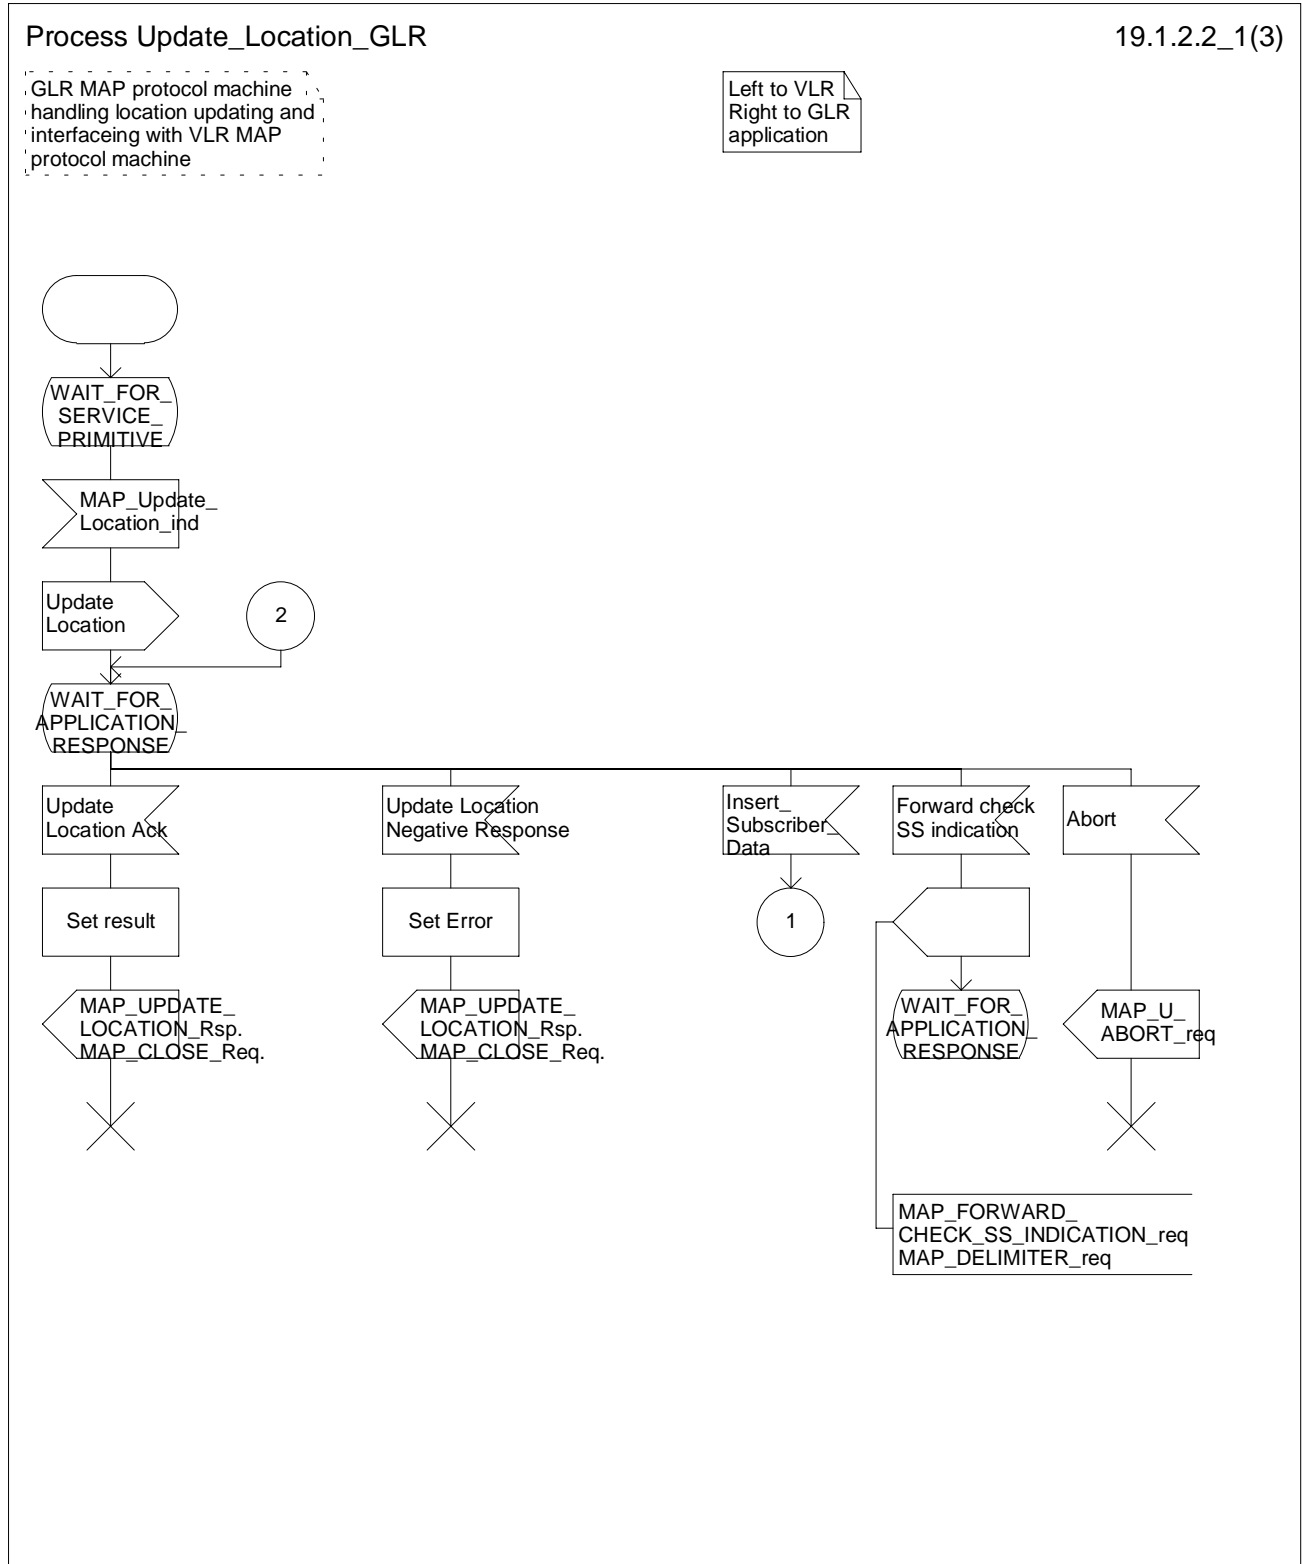 Process Update_Location_GLR
19.1.2.2_1(3)
GLR MAP protocol machine
handling location updating and
interfaceing with VLR MAP
protocol machine
Left to VLR
Right to GLR
application
WAIT_FOR_
SERVICE_
PRIMITIVE
MAP_Update_
Location_ind
Update
Location
2
WAIT_FOR_
APPLICATION_
RESPONSE
Update
Location Ack
Update Location
Negative Response
Insert_
Subscriber_
Data
Forward check
SS indication
Abort
Set result
Set Error
1
MAP_UPDATE_
LOCATION_Rsp.
MAP_CLOSE_Req.
MAP_UPDATE_
LOCATION_Rsp.
MAP_CLOSE_Req.
WAIT_FOR_
APPLICATION_
RESPONSE
MAP_U_
ABORT_req
MAP_FORWARD_
CHECK_SS_INDICATION_req
MAP_DELIMITER_req